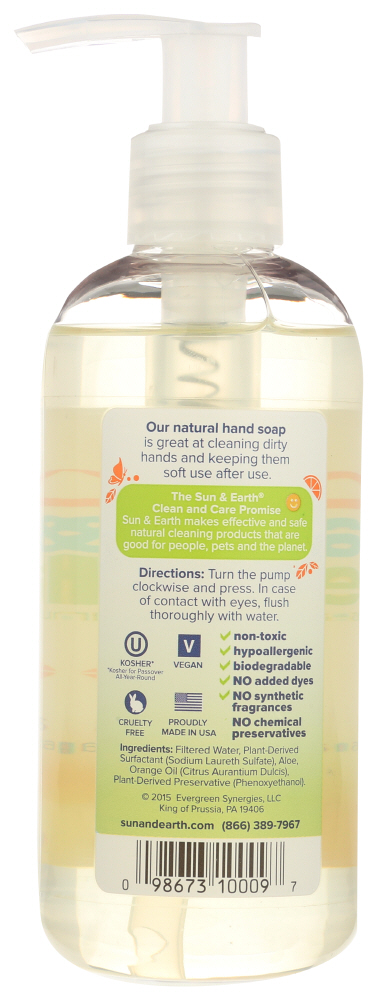 Our natural hand soap
is great at cleaning dirty
hands and keeping them
soft use after use.
The Sun & Earth®
Clean and Care Promise
Sun & Earth makes effective and safe
natural cleaning products that are
good for people, pets and the planet.
Directions: Turn the pump
clockwise and press. In case
of contact with eyes, flush
thoroughly with water.
U
KOSHER*
*Kosher for Passover
All-Year-Round
V
VEGAN
CRUELTY
FREE
PROUDLY
MADE IN USA
non-toxic
hypoallergenic
biodegradable
NO added dyes
NO synthetic
fragrances
NO chemical
preservatives
Ingredients: Filtered Water, Plant-Derived
Surfactant (Sodium Laureth Sulfate), Aloe,
Orange Oil (Citrus Aurantium Dulcis),
Plant-Derived Preservative (Phenoxyethanol).
© 2015 Evergreen Synergies, LLC
King of Prussia, PA 19406
sunandearth.com (866) 389-7967
0 98673 10009 7